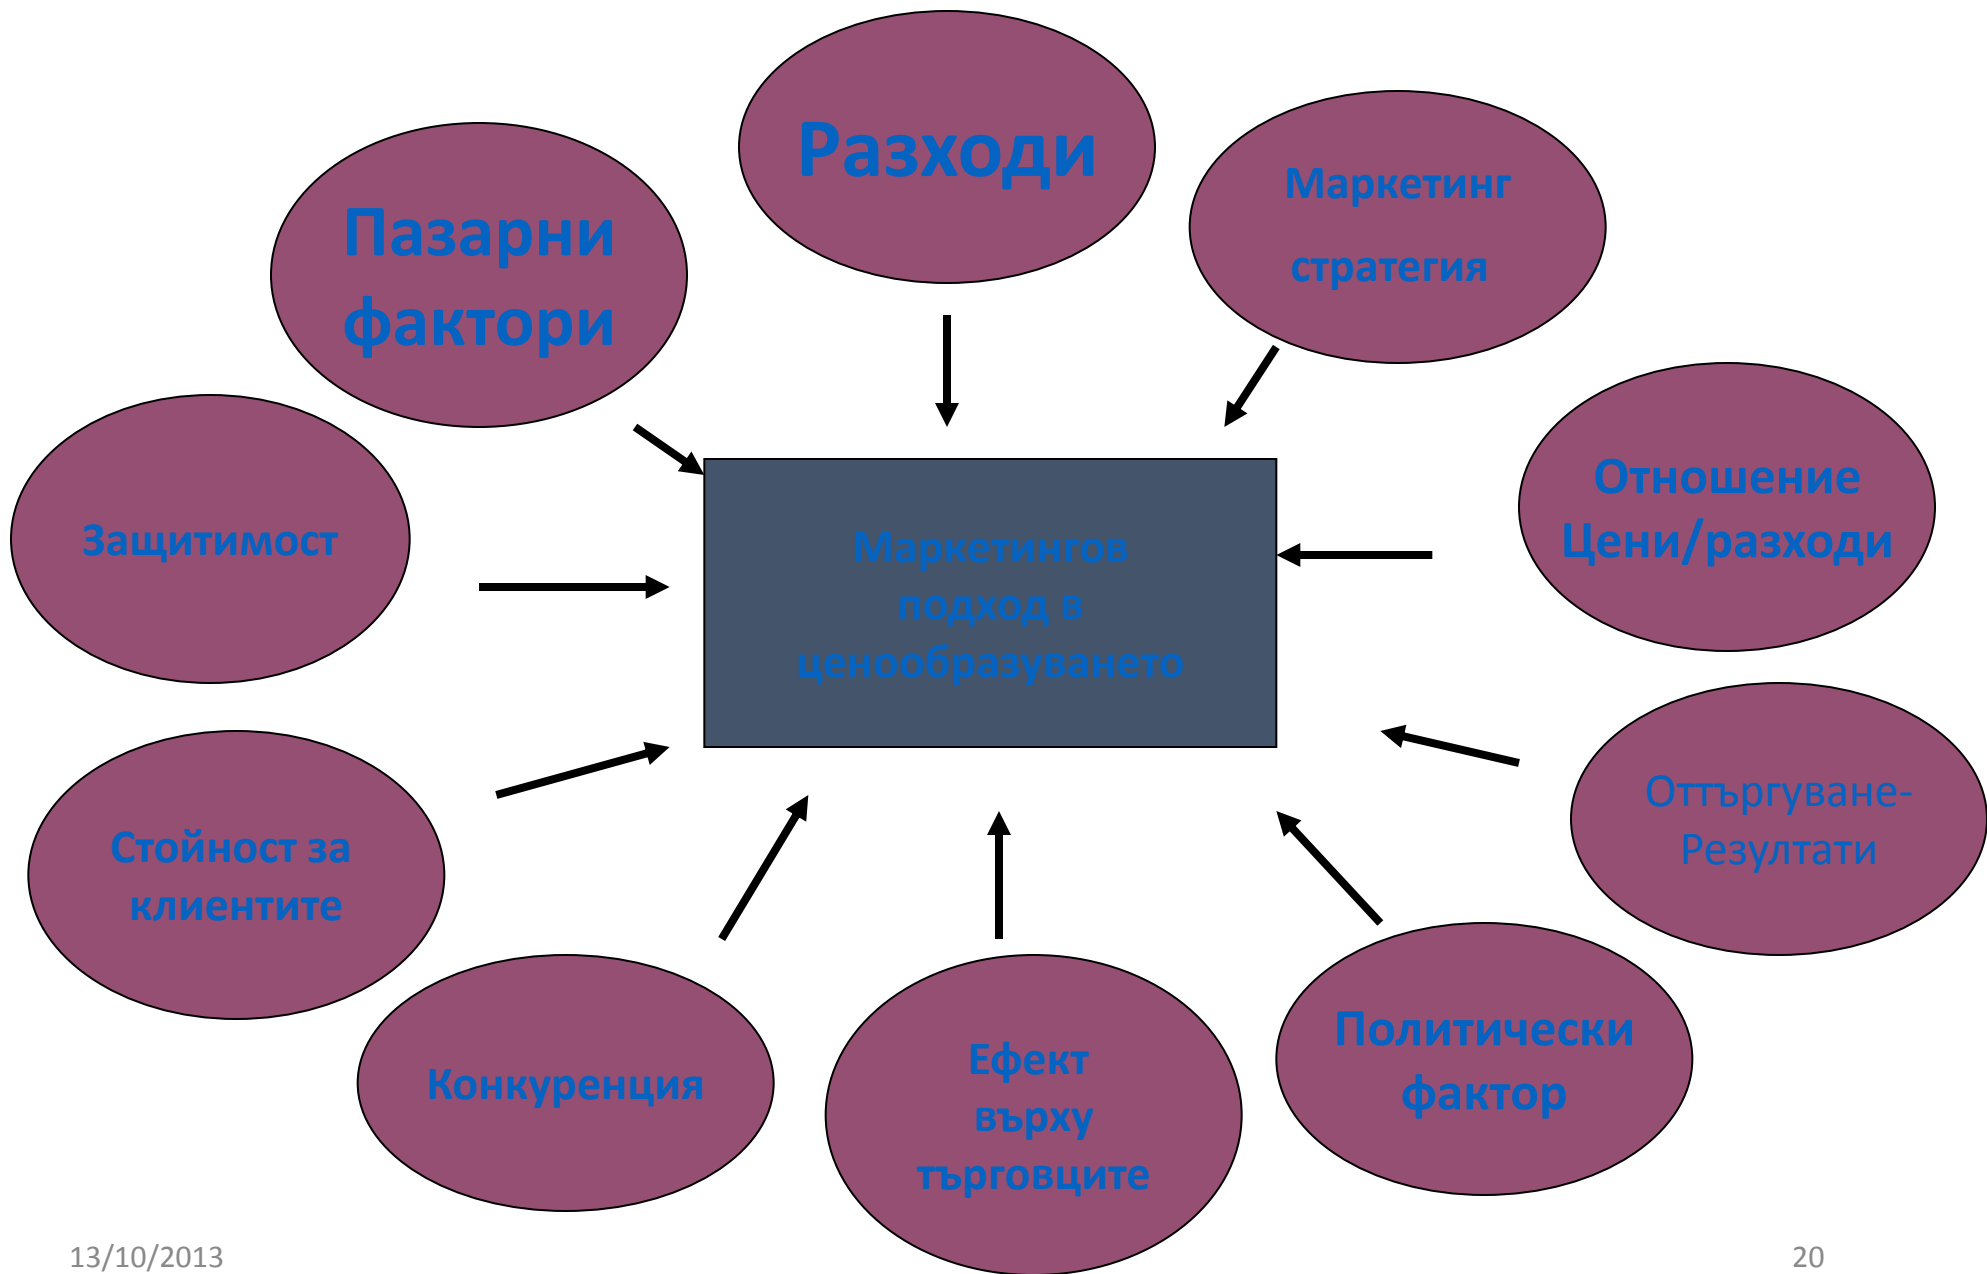 Разходи
Маркетинг
стратегия
Пазарни
фактори
Отношение
Цени/разходи
Защитимост
Маркетингов
подход в
ценообразуването
Оттъргуване-
Резултати
Стойност за
клиентите
Политически
фактор
Конкуренция
Ефект
върху
търговците
13/10/2013
20